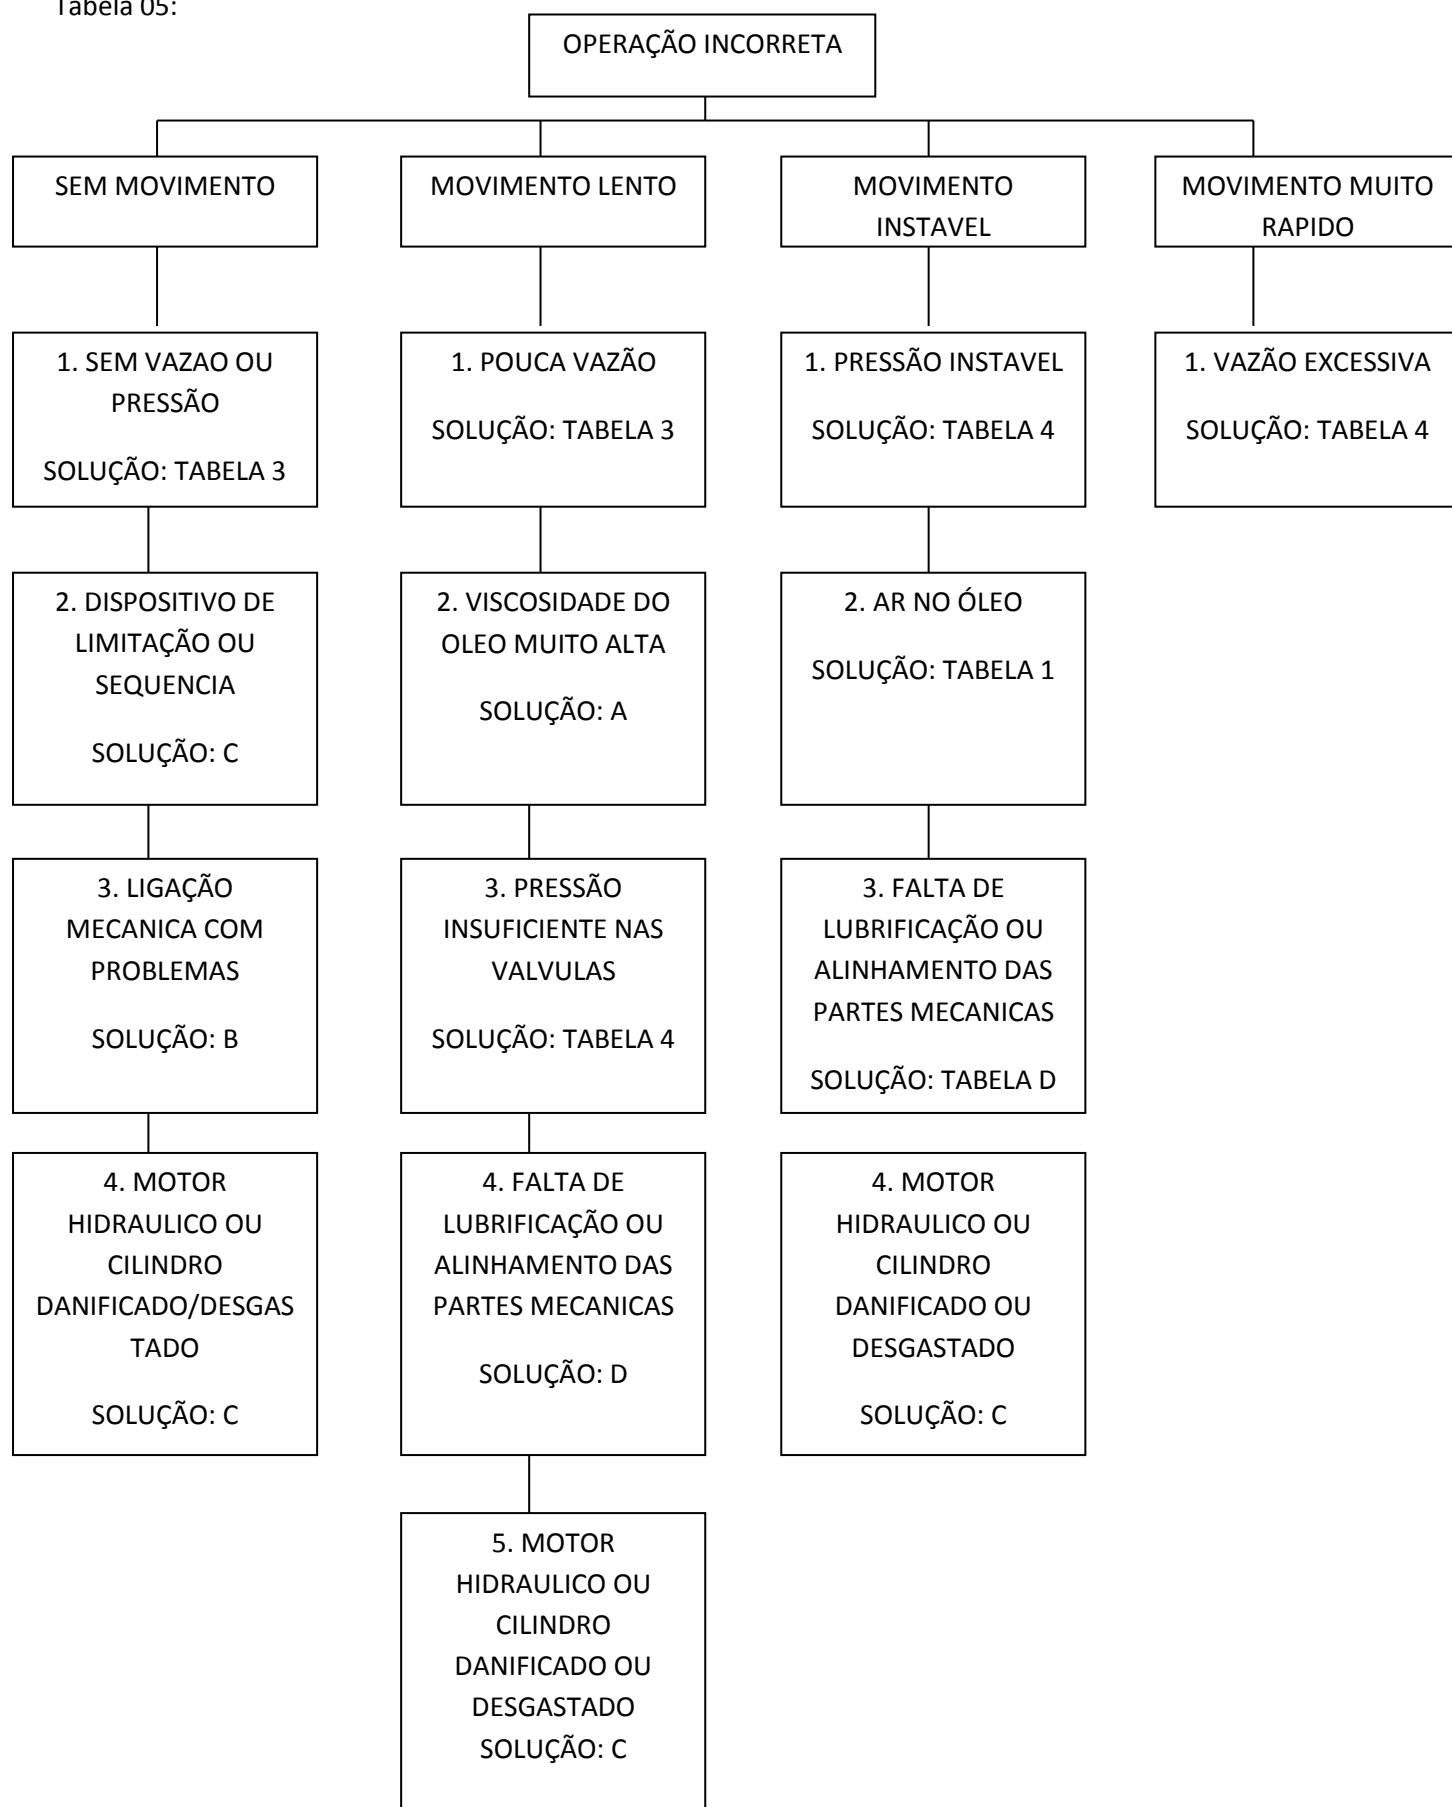 Tabela 05:
OPERAÇÃO INCORRETA
SEM MOVIMENTO
MOVIMENTO LENTO
MOVIMENTO
INSTAVEL
MOVIMENTO MUITO
RAPIDO
1. SEM VAZAO OU
PRESSÃO
SOLUÇÃO: TABELA 3
1. POUCA VAZÃO
SOLUÇÃO: TABELA 3
1. PRESSÃO INSTAVEL
SOLUÇÃO: TABELA 4
1. VAZÃO EXCESSIVA
SOLUÇÃO: TABELA 4
2. DISPOSITIVO DE
LIMITAÇÃO OU
SEQUENCIA
SOLUÇÃO: C
2. VISCOSIDADE DO
OLEO MUITO ALTA
SOLUÇÃO: A
2. AR NO ÓLEO
SOLUÇÃO: TABELA 1
3. LIGAÇÃO
MECANICA COM
PROBLEMAS
SOLUÇÃO: B
3. PRESSÃO
INSUFICIENTE NAS
VALVULAS
SOLUÇÃO: TABELA 4
3. FALTA DE
LUBRIFICAÇÃO OU
ALINHAMENTO DAS
PARTES MECANICAS
SOLUÇÃO: TABELA D
4. MOTOR
HIDRAULICO OU
CILINDRO
DANIFICADO/DESGAS
TADO
SOLUÇÃO: C
4. FALTA DE
LUBRIFICAÇÃO OU
ALINHAMENTO DAS
PARTES MECANICAS
SOLUÇÃO: D
4. MOTOR
HIDRAULICO OU
CILINDRO
DANIFICADO OU
DESGASTADO
SOLUÇÃO: C
5. MOTOR
HIDRAULICO OU
CILINDRO
DANIFICADO OU
DESGASTADO
SOLUÇÃO: C